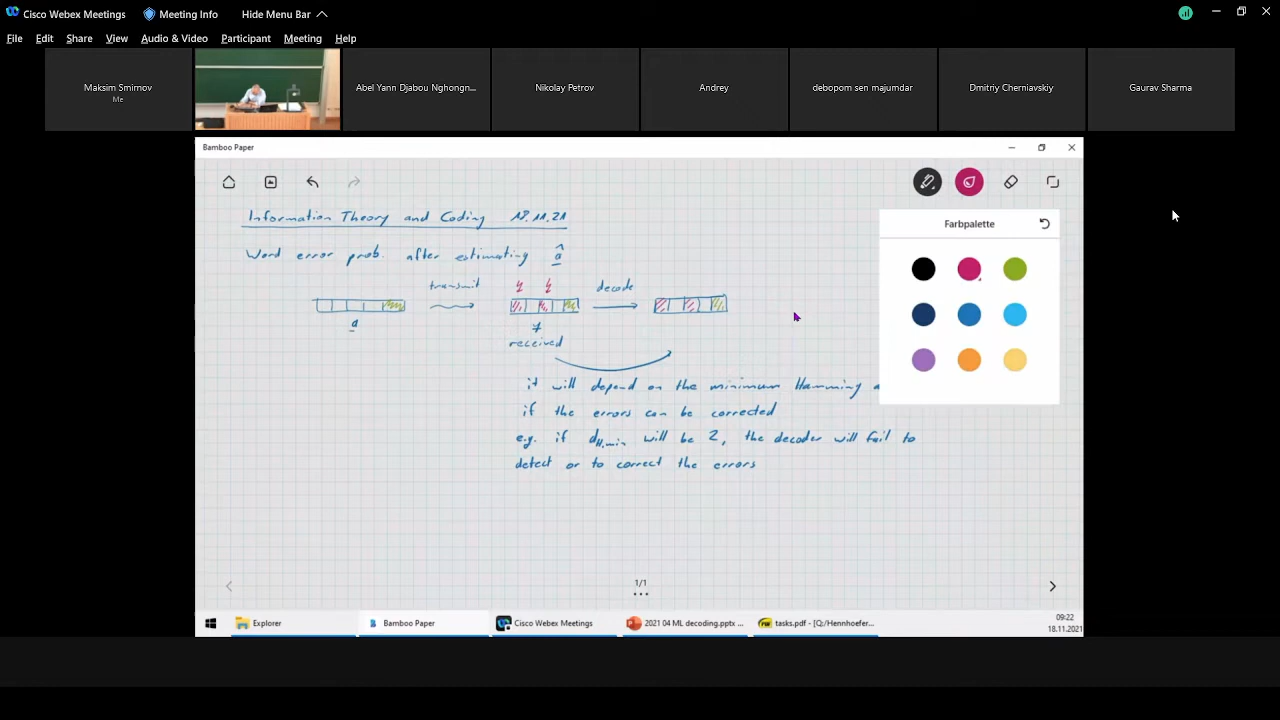 Cisco Webex Meetings Meeting Info Hide Menu Bar
File Edit Share View Audio & Video Participant Meeting Help
Maksim Smirnov
Me
Abel Yann Djabou Nghongn...
Nikolay Petrov
Andrey
debopom sen majumdar
Dmitriy Cherniavskiy
Gaurav Sharma
Bamboo Paper
Information Theory and Coding 18.11.21
Farbpalette
Word error prob. after estimating â
transmit
decode
a
received
it will depend on the minimum Hamming
if the errors can be corrected
e.g. if dH,min will be 2, the decoder will fail to
detect or to correct the errors
1/1
Explorer
Bamboo Paper
Cisco Webex Meetings
2021 04 ML decoding.pptx ...
tasks.pdf - [Q:/Hennhoefer...
09:22
18.11.2021